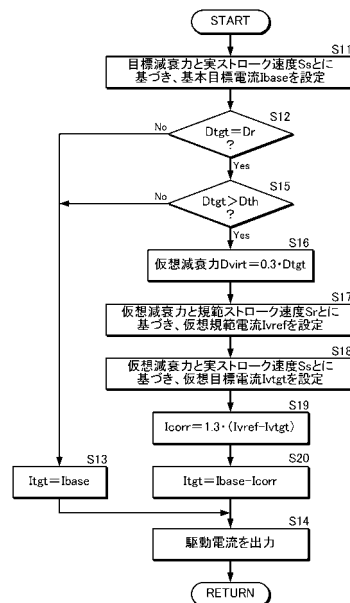 START
S11
目標減衰力と実ストローク速度Ssとに
基づき、基本目標電流Ibaseを設定
S12
No
Dtgt=Dr
?
Yes
S15
No
Dtgt>Dth
?
Yes
S16
仮想減衰力Dvirt=0.3·Dtgt
S17
仮想減衰力と規範ストローク速度Srとに
基づき、仮想規範電流Ivrefを設定
S18
仮想減衰力と実ストローク速度Ssとに
基づき、仮想目標電流Ivtgtを設定
S19
Icorr=1.3·(Ivref-Ivtgt)
S13
Itgt=Ibase
S20
Itgt=Ibase-Icorr
S14
駆動電流を出力
RETURN